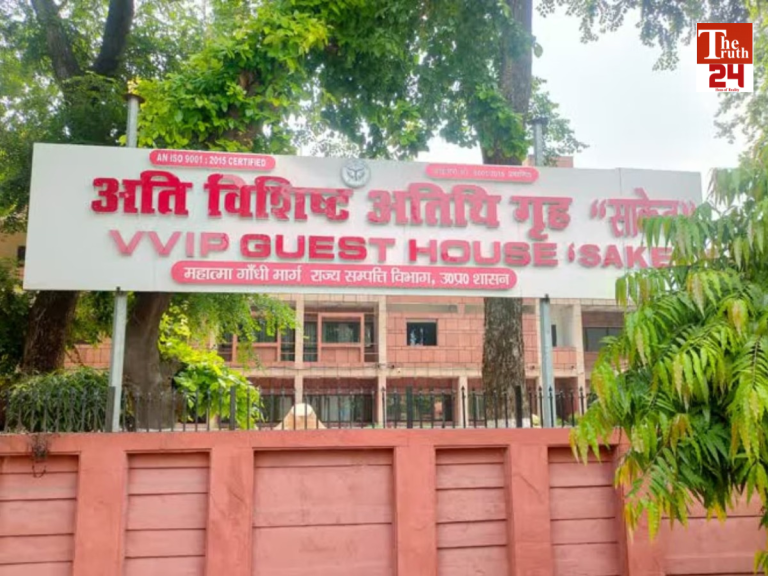 The
Truth
24
AN ISO 9001 : 2015 CERTIFIED
अति विशिष्ट अतिथि गृह "साकेत"
VVIP GUEST HOUSE 'SAKE
महात्मा गाँधी मार्ग राज्य सम्पत्ति विभाग, उ०प्र० शासन